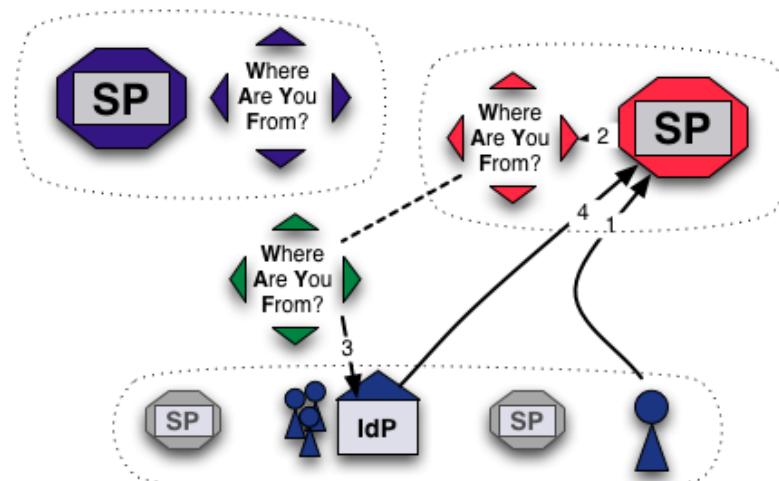 SP
Where
Are You
From?
Where
Are You
From?
2
SP
4
1
Where
Are You
From?
3
SP
IdP
SP